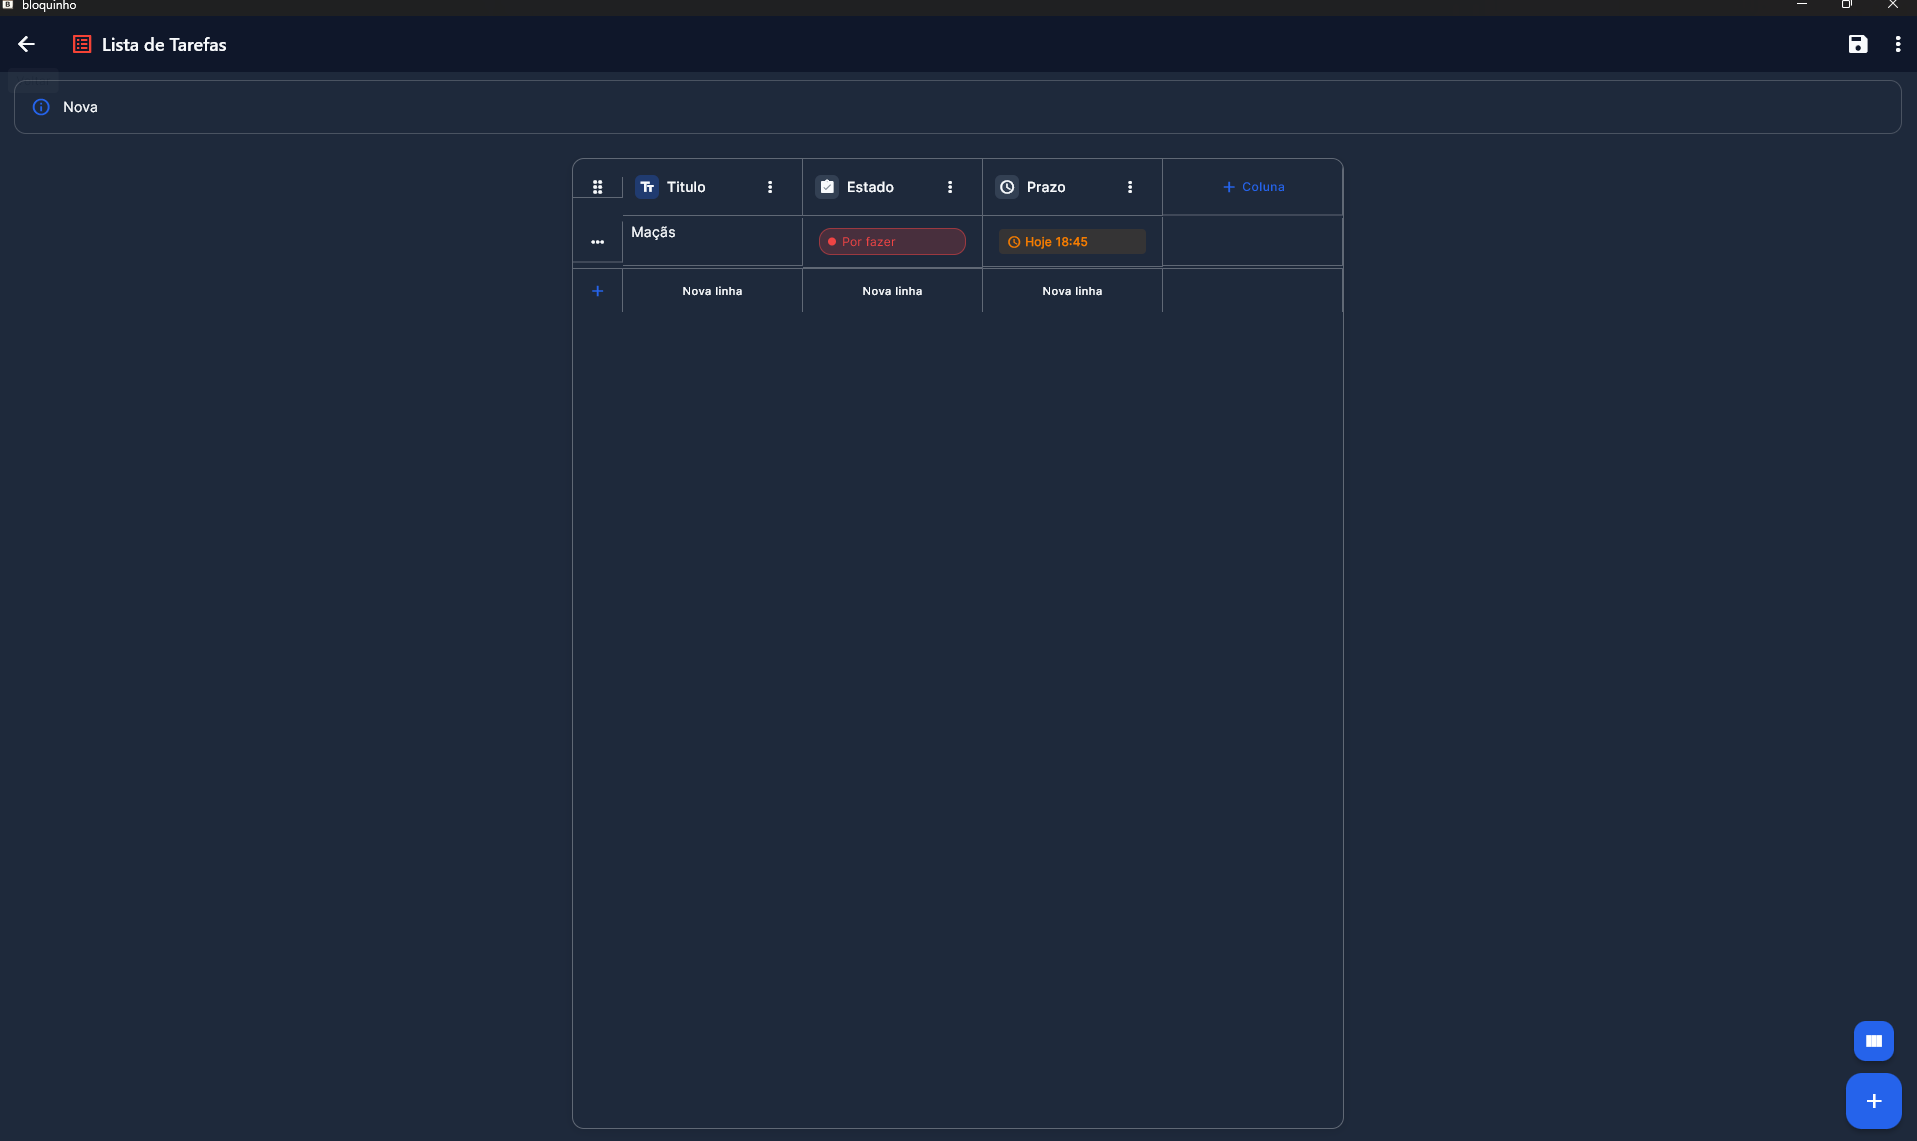 bloquinho
Lista de Tarefas
Nova
Titulo Estado Prazo + Coluna
Maçãs Por fazer Hoje 18:45
+ Nova linha Nova linha Nova linha